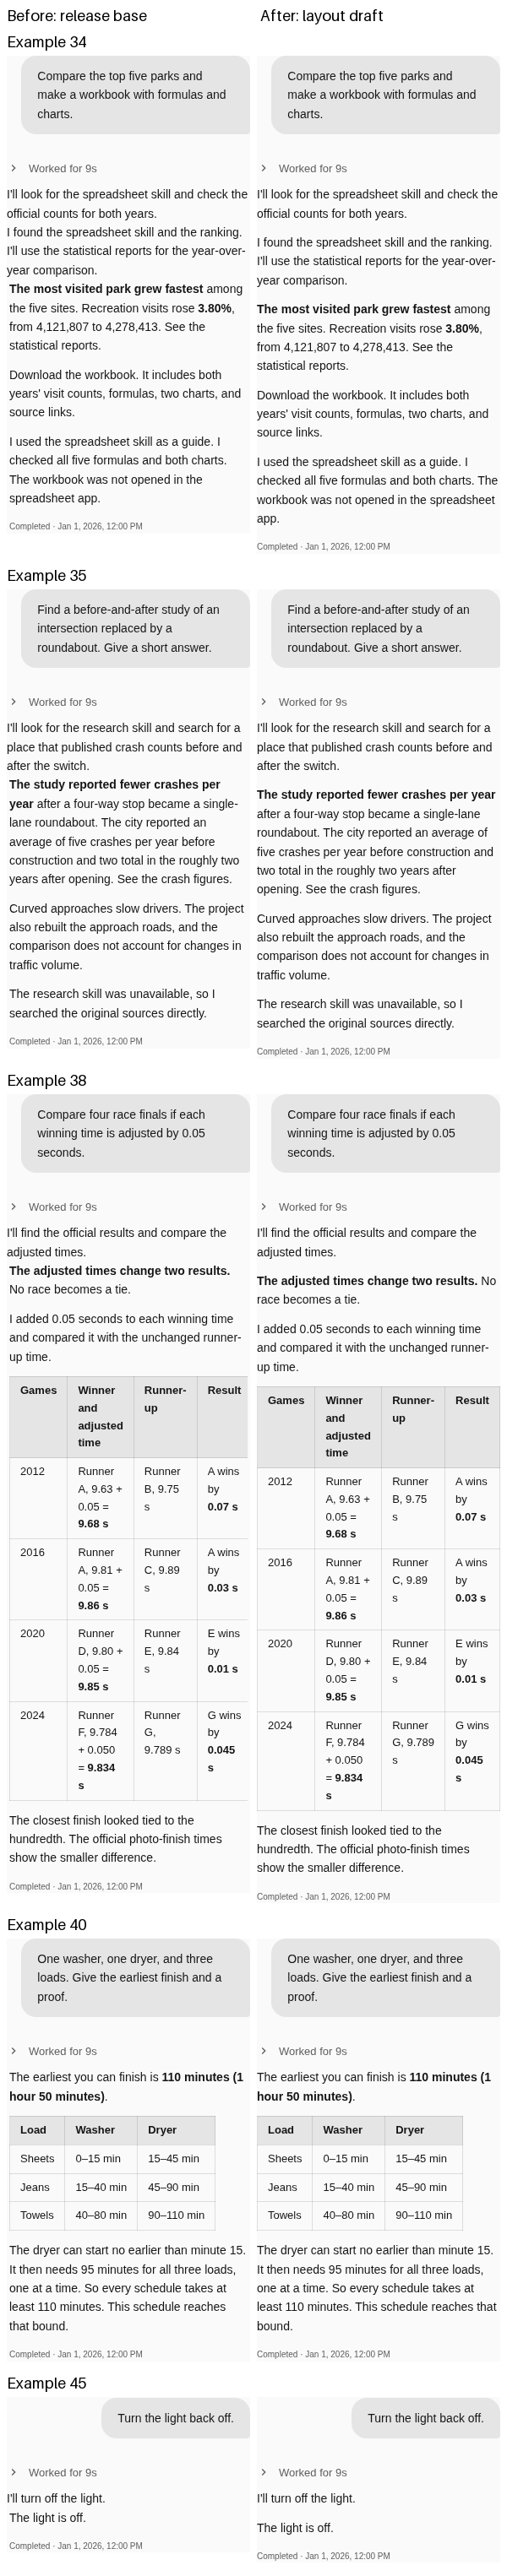 Before: release base
After: layout draft
Example 34
Compare the top five parks and
make a workbook with formulas and
charts.
Worked for 9s
I'll look for the spreadsheet skill and check the
official counts for both years.
I found the spreadsheet skill and the ranking.
I'll use the statistical reports for the year-over-
year comparison.
The most visited park grew fastest among
the five sites. Recreation visits rose 3.80%,
from 4,121,807 to 4,278,413. See the
statistical reports.
Download the workbook. It includes both
years' visit counts, formulas, two charts, and
source links.
I used the spreadsheet skill as a guide. I
checked all five formulas and both charts.
The workbook was not opened in the
spreadsheet app.
Completed · Jan 1, 2026, 12:00 PM
Compare the top five parks and
make a workbook with formulas and
charts.
Worked for 9s
I'll look for the spreadsheet skill and check the
official counts for both years.
I found the spreadsheet skill and the ranking.
I'll use the statistical reports for the year-over-
year comparison.
The most visited park grew fastest among
the five sites. Recreation visits rose 3.80%,
from 4,121,807 to 4,278,413. See the
statistical reports.
Download the workbook. It includes both
years' visit counts, formulas, two charts, and
source links.
I used the spreadsheet skill as a guide. I
checked all five formulas and both charts. The
workbook was not opened in the spreadsheet
app.
Completed · Jan 1, 2026, 12:00 PM
Example 35
Find a before-and-after study of an
intersection replaced by a
roundabout. Give a short answer.
Worked for 9s
I'll look for the research skill and search for a
place that published crash counts before and
after the switch.
The study reported fewer crashes per
year after a four-way stop became a single-
lane roundabout. The city reported an
average of five crashes per year before
construction and two total in the roughly two
years after opening. See the crash figures.
Curved approaches slow drivers. The project
also rebuilt the approach roads, and the
comparison does not account for changes in
traffic volume.
The research skill was unavailable, so I
searched the original sources directly.
Completed · Jan 1, 2026, 12:00 PM
Find a before-and-after study of an
intersection replaced by a
roundabout. Give a short answer.
Worked for 9s
I'll look for the research skill and search for a
place that published crash counts before and
after the switch.
The study reported fewer crashes per year
after a four-way stop became a single-lane
roundabout. The city reported an average of
five crashes per year before construction and
two total in the roughly two years after
opening. See the crash figures.
Curved approaches slow drivers. The project
also rebuilt the approach roads, and the
comparison does not account for changes in
traffic volume.
The research skill was unavailable, so I
searched the original sources directly.
Completed · Jan 1, 2026, 12:00 PM
Example 38
Compare four race finals if each
winning time is adjusted by 0.05
seconds.
Worked for 9s
I'll find the official results and compare the
adjusted times.
The adjusted times change two results.
No race becomes a tie.
I added 0.05 seconds to each winning time
and compared it with the unchanged runner-
up time.
Games Winner Runner- Result
and up
adjusted
time
2012 Runner Runner A wins
A, 9.63 + B, 9.75 by
0.05 = s 0.07 s
9.68 s
2016 Runner Runner A wins
A, 9.81 + C, 9.89 by
0.05 = s 0.03 s
9.86 s
2020 Runner Runner E wins
D, 9.80 + E, 9.84 by
0.05 = s 0.01 s
9.85 s
2024 Runner Runner G wins
F, 9.784 G, by
+ 0.050 9.789 s 0.045
= 9.834 s
s
The closest finish looked tied to the
hundredth. The official photo-finish times
show the smaller difference.
Completed · Jan 1, 2026, 12:00 PM
Compare four race finals if each
winning time is adjusted by 0.05
seconds.
Worked for 9s
I'll find the official results and compare the
adjusted times.
The adjusted times change two results. No
race becomes a tie.
I added 0.05 seconds to each winning time
and compared it with the unchanged runner-
up time.
Games Winner Runner- Result
and up
adjusted
time
2012 Runner Runner A wins
A, 9.63 + B, 9.75 by
0.05 = s 0.07 s
9.68 s
2016 Runner Runner A wins
A, 9.81 + C, 9.89 by
0.05 = s 0.03 s
9.86 s
2020 Runner Runner E wins
D, 9.80 + E, 9.84 by
0.05 = s 0.01 s
9.85 s
2024 Runner Runner G wins
F, 9.784 G, 9.789 by
+ 0.050 s 0.045
= 9.834 s
s
The closest finish looked tied to the
hundredth. The official photo-finish times
show the smaller difference.
Completed · Jan 1, 2026, 12:00 PM
Example 40
One washer, one dryer, and three
loads. Give the earliest finish and a
proof.
Worked for 9s
The earliest you can finish is 110 minutes (1
hour 50 minutes).
Load Washer Dryer
Sheets 0–15 min 15–45 min
Jeans 15–40 min 45–90 min
Towels 40–80 min 90–110 min
The dryer can start no earlier than minute 15.
It then needs 95 minutes for all three loads,
one at a time. So every schedule takes at
least 110 minutes. This schedule reaches
that bound.
Completed · Jan 1, 2026, 12:00 PM
One washer, one dryer, and three
loads. Give the earliest finish and a
proof.
Worked for 9s
The earliest you can finish is 110 minutes (1
hour 50 minutes).
Load Washer Dryer
Sheets 0–15 min 15–45 min
Jeans 15–40 min 45–90 min
Towels 40–80 min 90–110 min
The dryer can start no earlier than minute 15.
It then needs 95 minutes for all three loads,
one at a time. So every schedule takes at
least 110 minutes. This schedule reaches that
bound.
Completed · Jan 1, 2026, 12:00 PM
Example 45
Turn the light back off.
Worked for 9s
I'll turn off the light.
The light is off.
Completed · Jan 1, 2026, 12:00 PM
Turn the light back off.
Worked for 9s
I'll turn off the light.
The light is off.
Completed · Jan 1, 2026, 12:00 PM